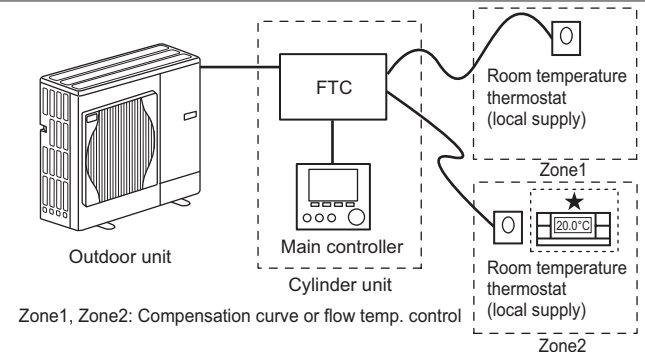 FTC
Room temperature
thermostat
(local supply)
Zone1
Main controller
Outdoor unit
Cylinder unit
20.0°C
Room temperature
thermostat
(local supply)
Zone1, Zone2: Compensation curve or flow temp. control
Zone2